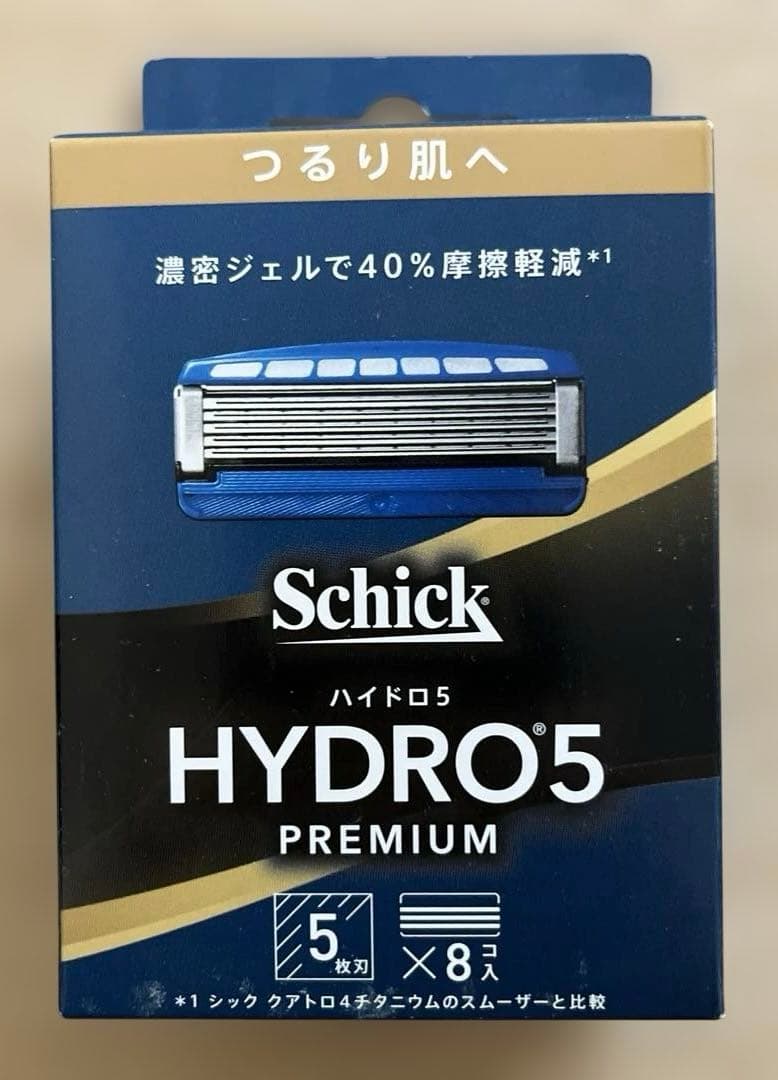 つるり肌へ
濃密ジェルで40%摩擦軽減*1
Schick®
ハイドロ5
HYDRO®5
PREMIUM
5枚刃
×8コ入
*1 シック クアトロ4チタニウムのスムーザーと比較